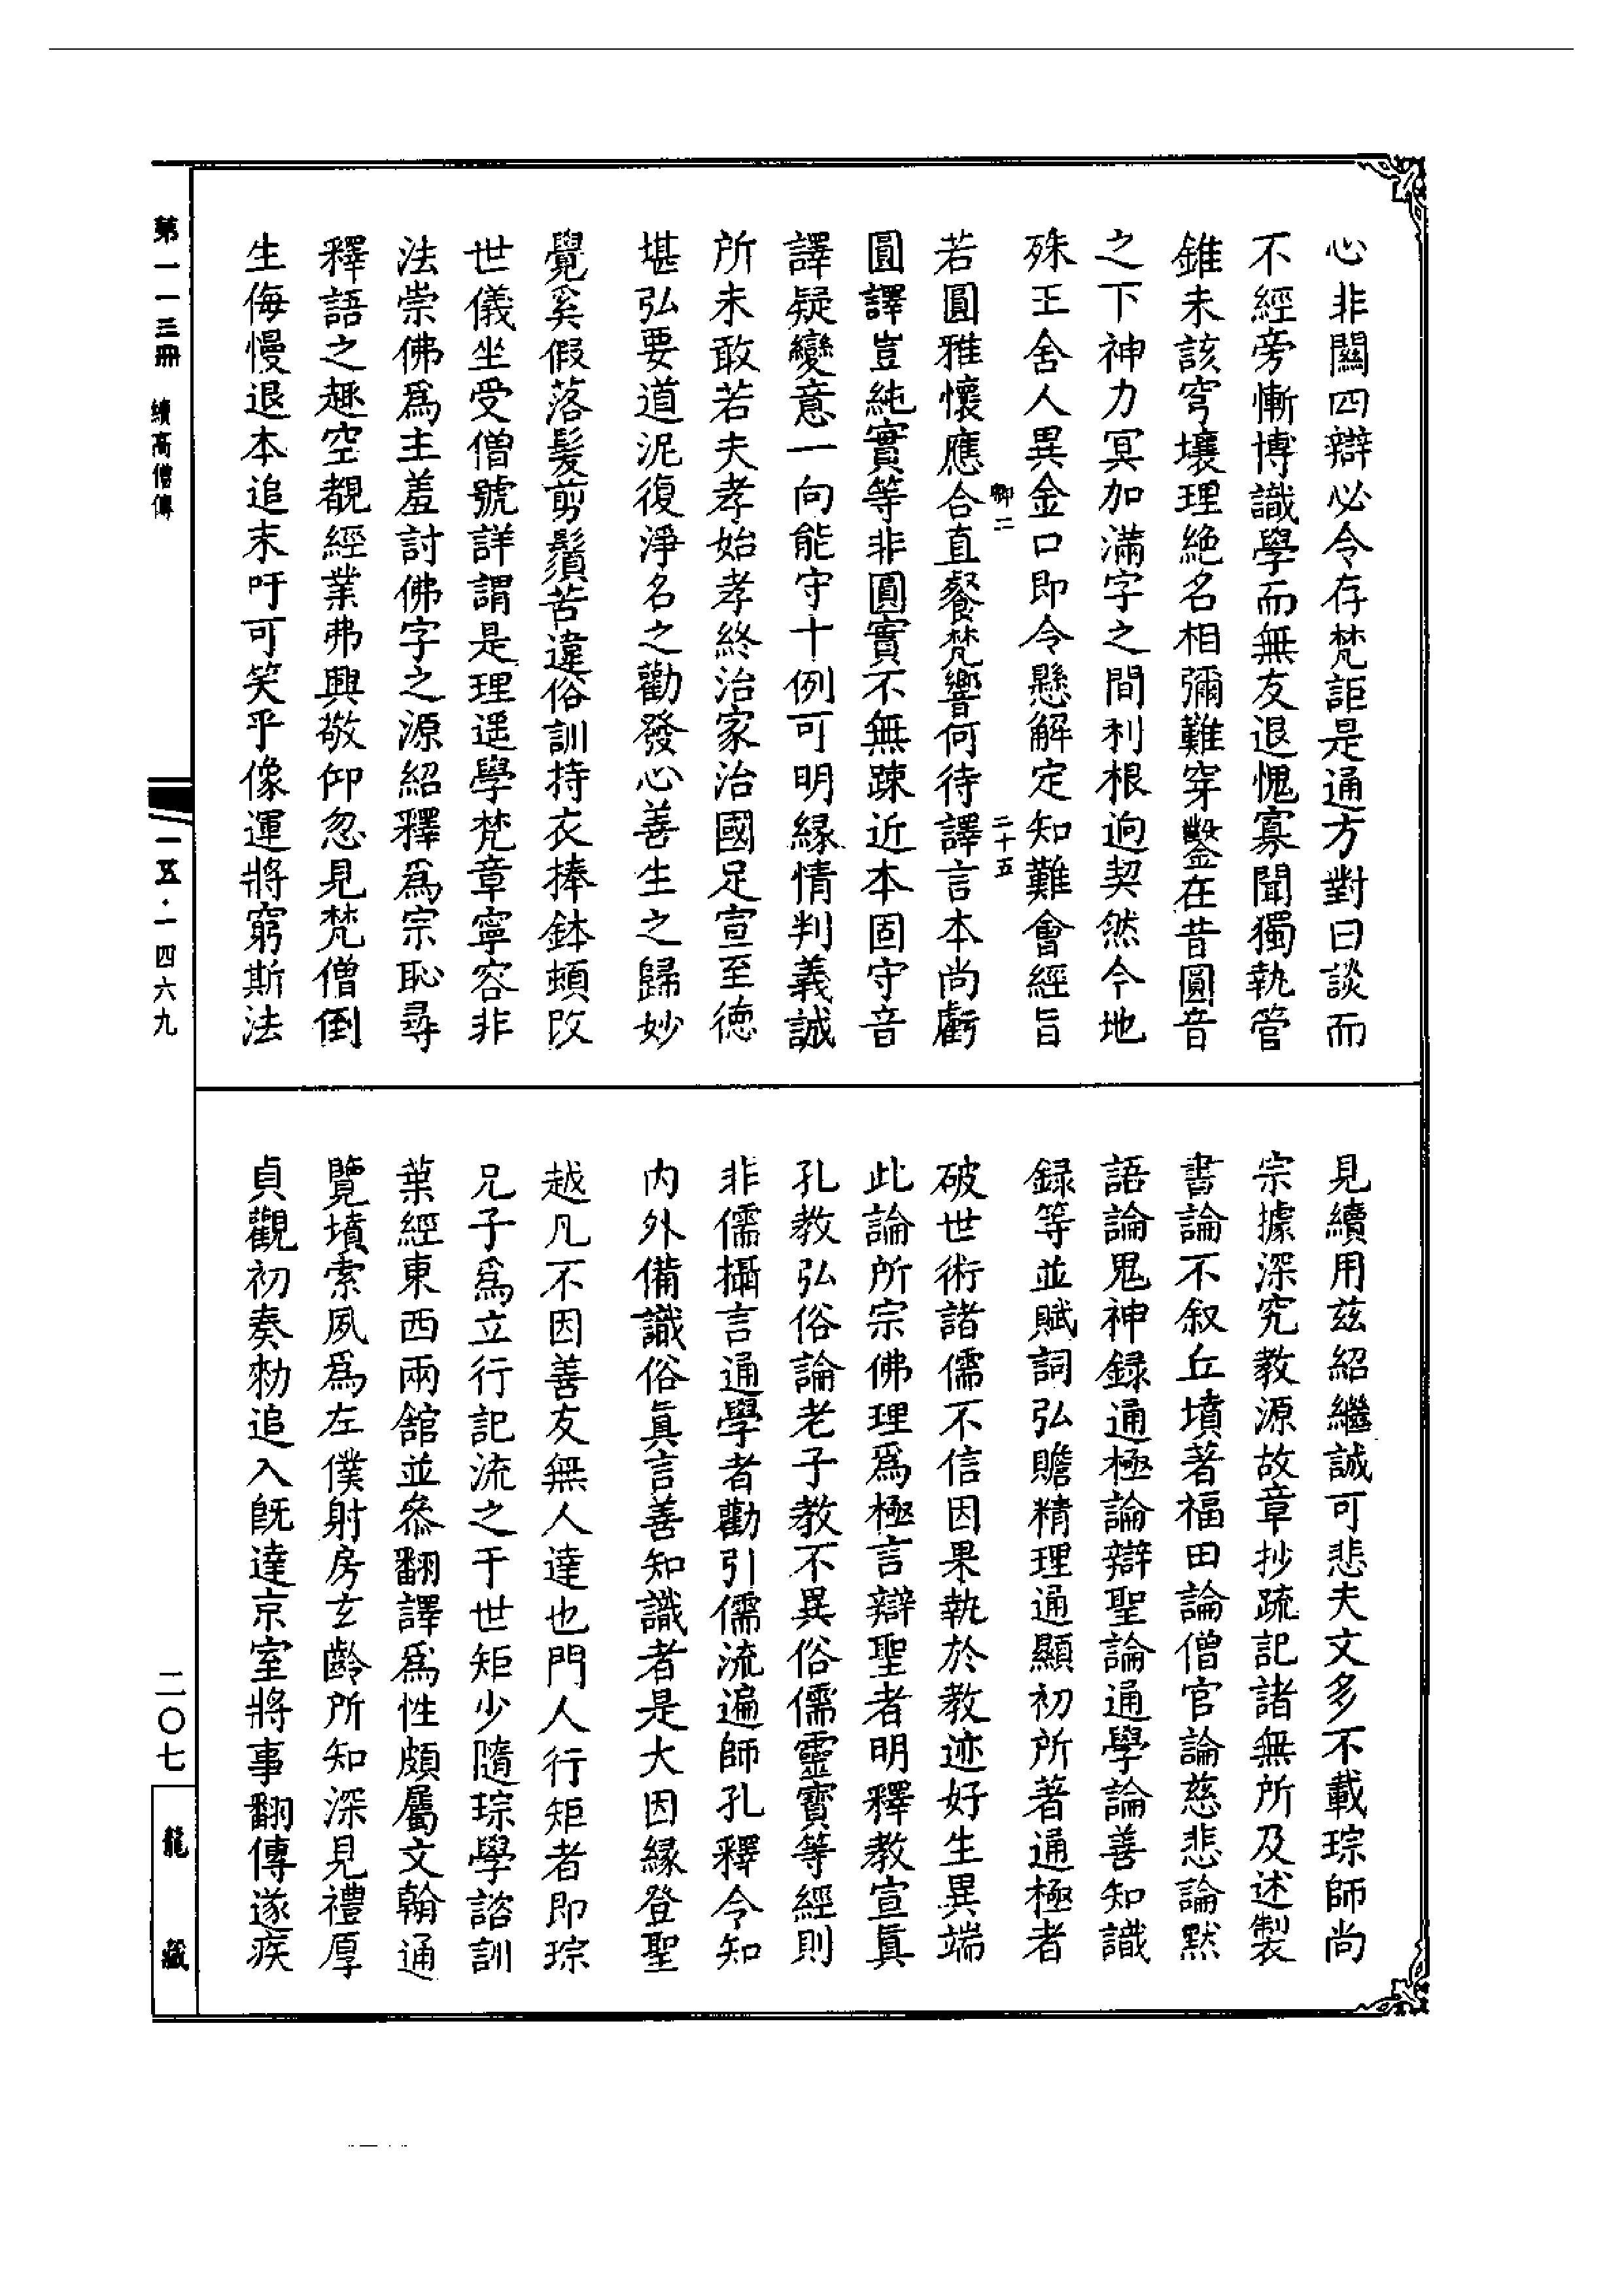 心非闗四辯必令存梵詎是通方對曰談而
不經旁慚博識學而無友退愧寡聞獨執管
錐未該穹壤理絶名相彌難穿鑿在昔圓音
之下神力冥加滿字之間利根逈契然今地
殊王舍人異金口即令懸解定知難會經旨
卿二
二十五
若圓雅懷應合直餐梵響何待譯言本尚虧
圓譯豈純實等非圓實不無踈近本固守音
譯疑變意一向能守十例可明緣情判義誠
所未敢若夫孝始孝終治家治國足宣至德
堪弘要道泥復淨名之勸發心善生之歸妙
覺奚假落髮剪鬚苦違俗訓持衣捧鉢頓改
世儀坐受僧號詳謂是理遥學梵章寧容非
法崇佛爲主羞討佛字之源紹釋爲宗恥尋
釋語之趣空覩經業弗興敬仰忽見梵僧倒
生侮慢退本追末吁可笑乎像運將窮斯法
見續用兹紹繼誠可悲夫文多不載琮師尚
宗據深究教源故章抄疏記諸無所及述製
書論不叙丘墳著福田論僧官論慈悲論默
語論鬼神録通極論辯聖論通學論善知識
録等並賦詞弘贍精理通顯初所著通極者
破世術諸儒不信因果執於教迹好生異端
此論所宗佛理爲極言辯聖者明釋教宣眞
孔教弘俗論老子教不異俗儒靈寶等經則
非儒攝言通學者勸引儒流遍師孔釋令知
内外備識俗眞言善知識者是大因緣登聖
越凡不因善友無人達也門人行矩者即琮
兄子爲立行記流之于世矩少隨琮學諮訓
葉經東西兩舘並叅翻譯爲性頗屬文翰通
覽墳索夙爲左僕射房玄齡所知深見禮厚
貞觀初奏勑追入旣達京室將事翻傳遂疾
第一一三冊
續高僧傳
一五·一四六九
二〇七
龍藏